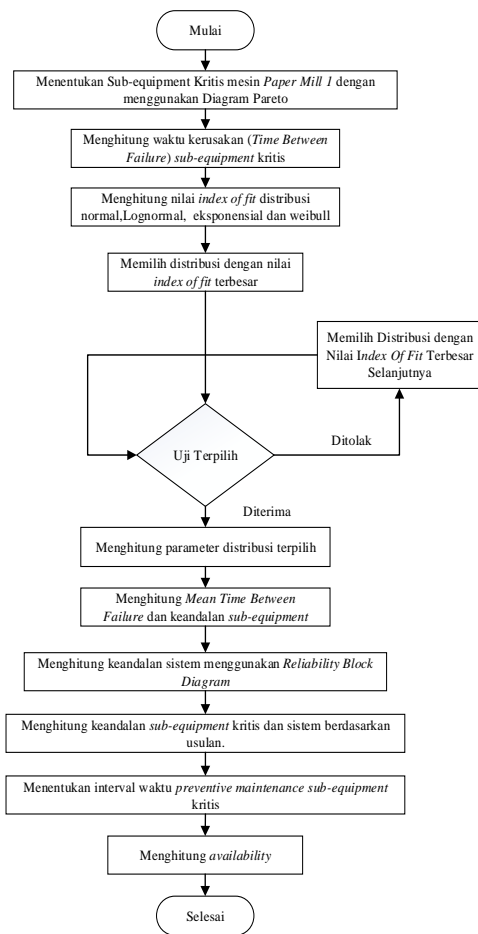 Mulai
Menentukan Sub-equipment Kritis mesin Paper Mill 1 dengan
menggunakan Diagram Pareto
Menghitung waktu kerusakan (Time Between
Failure) sub-equipment kritis
Menghitung nilai index of fit distribusi
normal,Lognormal, eksponensial dan weibull
Memilih distribusi dengan nilai
index of fit terbesar
Memilih Distribusi dengan
Nilai Index Of Fit Terbesar
Selanjutnya
Uji Terpilih
Ditolak
Diterima
Menghitung parameter distribusi terpilih
Menghitung Mean Time Between
Failure dan keandalan sub-equipment
Menghitung keandalan sistem menggunakan Reliability Block
Diagram
Menghitung keandalan sub-equipment kritis dan sistem berdasarkan
usulan.
Menentukan interval waktu preventive maintenance sub-equipment
kritis
Menghitung availability
Selesai